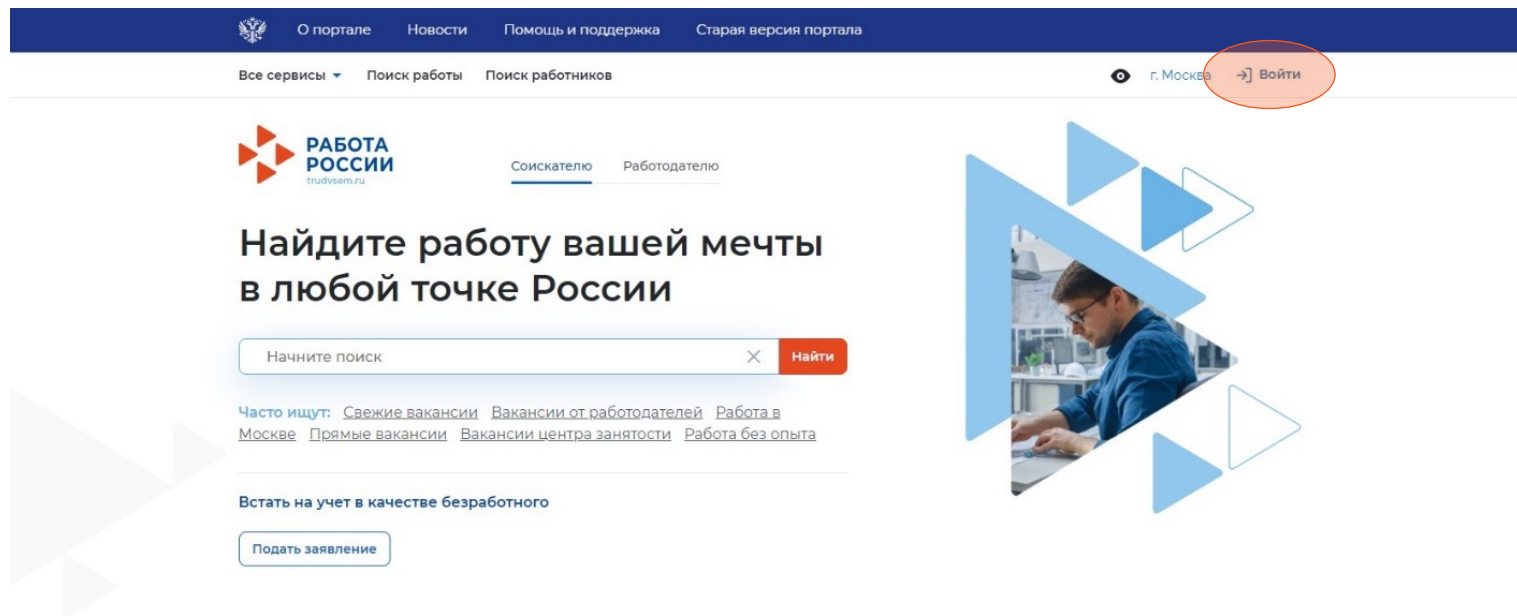 О портале Новости Помощь и поддержка Старая версия портала
Все сервисы Поиск работы Поиск работников г. Москва Войти
РАБОТА
РОССИИ
trudvsem.ru
Соискателю Работодателю
Найдите работу вашей мечты
в любой точке России
Начните поиск Найти
Часто ищут: Свежие вакансии Вакансии от работодателей Работа в
Москве Прямые вакансии Вакансии центра занятости Работа без опыта
Встать на учет в качестве безработного
Подать заявление